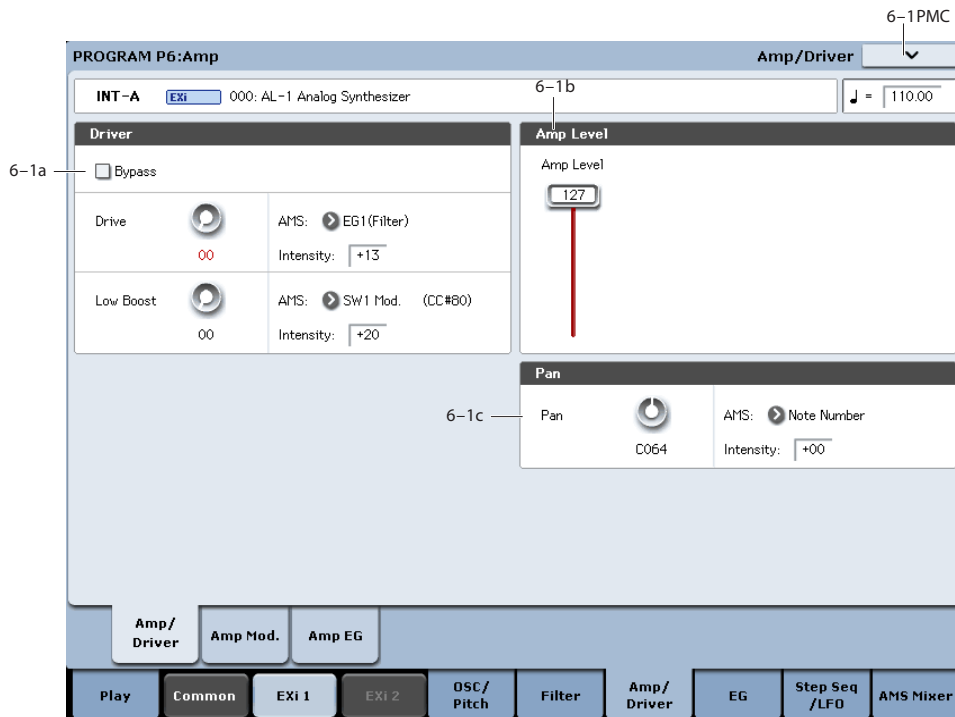 6–1PMC
PROGRAM P6:Amp
Amp/Driver
INT-A EXi 000: AL-1 Analog Synthesizer
♩ = 110.00
6–1b
Driver
6–1a
Bypass
Drive
00
AMS: EG1(Filter)
Intensity: +13
Low Boost
00
AMS: SW1 Mod. (CC#80)
Intensity: +20
Amp Level
Amp Level
127
Pan
6–1c
Pan
C064
AMS: Note Number
Intensity: +00
Amp/
Driver
Amp Mod.
Amp EG
Play
Common
EXi 1
EXi 2
OSC/
Pitch
Filter
Amp/
Driver
EG
Step Seq
/LFO
AMS Mixer